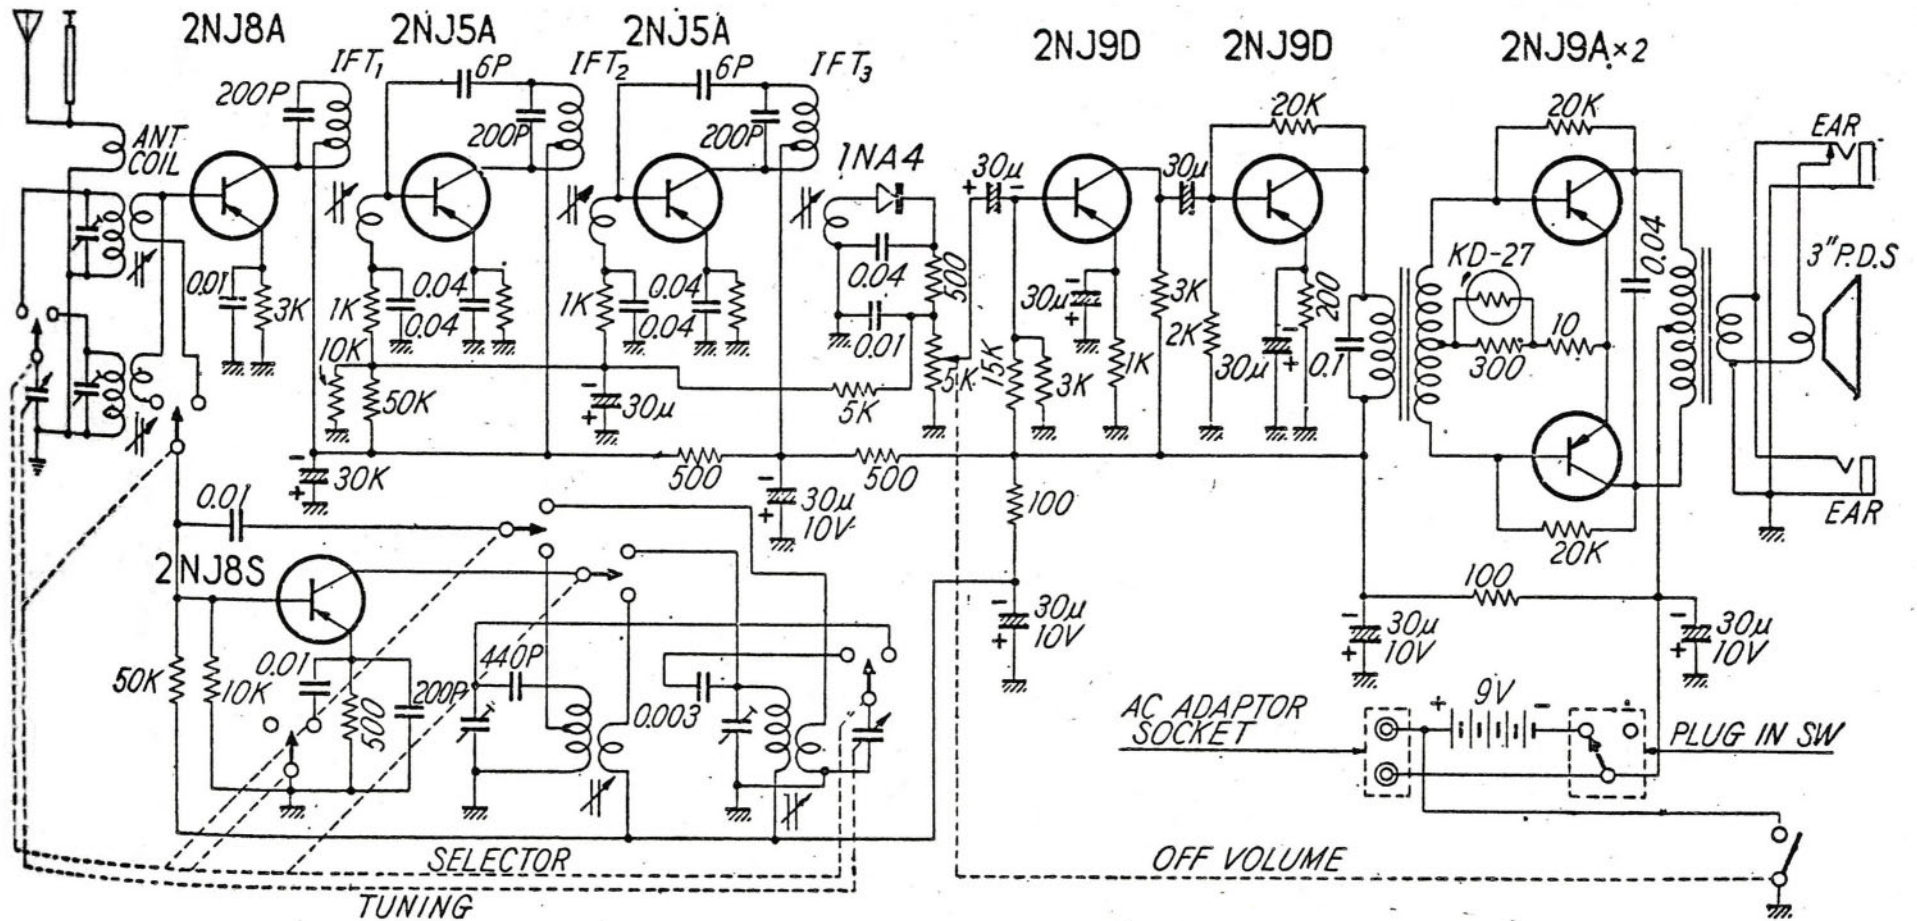 2NJ8A
2NJ5A
2NJ5A
2NJ9D
2NJ9D
2NJ9A×2
IFT1
6P
IFT2
6P
IFT3
200P
200P
200P
20K
20K
EAR
ANT
COIL
1NA4
30μ
30μ
KD-27
0.04
3"P.D.S
0.01
3K
1K
0.04
0.04
1K
0.04
0.04
0.04
500
0.01
30μ
3K
2K
200
300
10
10K
50K
30μ
5K
5K
15K
3K
1K
30μ
0.1
30K
500
30μ
10V
500
100
20K
EAR
0.01
2NJ8S
100
30μ
10V
30μ
10V
30μ
10V
50K
10K
0.01
500
200P
440P
0.003
AC ADAPTOR
SOCKET
+ 9V -
PLUG IN SW
SELECTOR
OFF VOLUME
TUNING